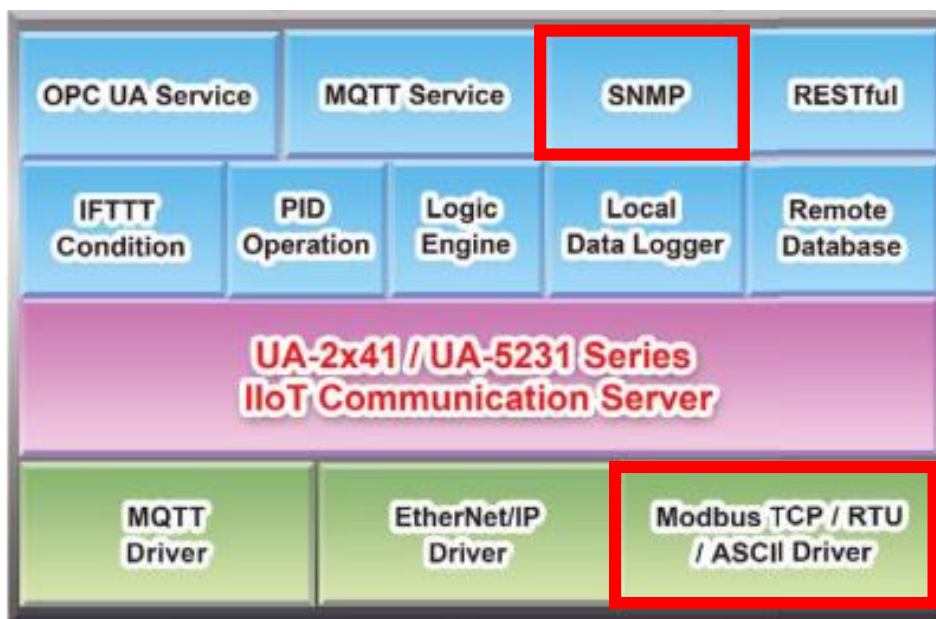 OPC UA Service
MQTT Service
SNMP
RESTful
IFTTT
Condition
PID
Operation
Logic
Engine
Local
Data Logger
Remote
Database
UA-2x41 / UA-5231 Series
IIoT Communication Server
MQTT
Driver
EtherNet/IP
Driver
Modbus TCP / RTU
/ ASCII Driver